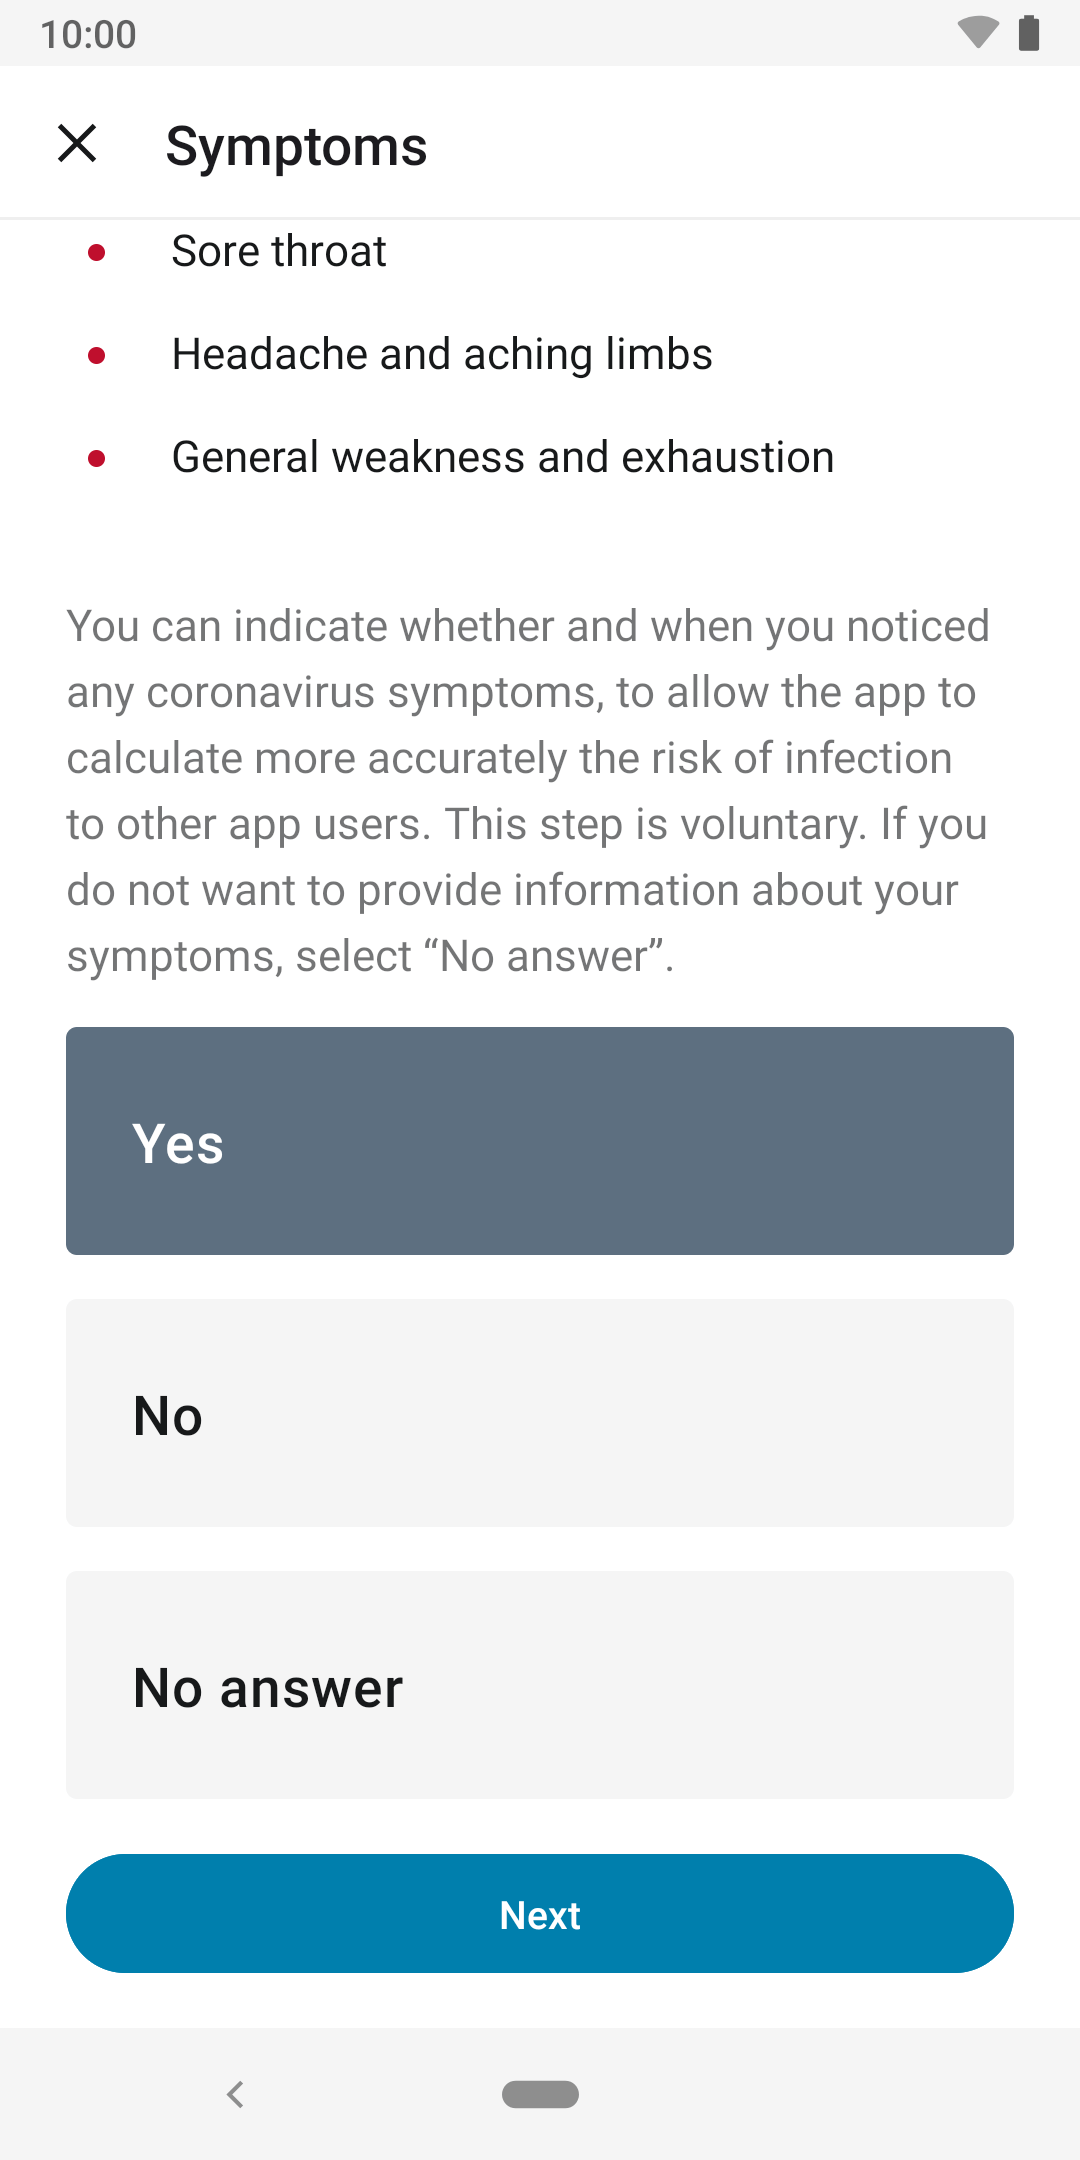 10:00
Symptoms
Sore throat
Headache and aching limbs
General weakness and exhaustion
You can indicate whether and when you noticed
any coronavirus symptoms, to allow the app to
calculate more accurately the risk of infection
to other app users. This step is voluntary. If you
do not want to provide information about your
symptoms, select “No answer”.
Yes
No
No answer
Next